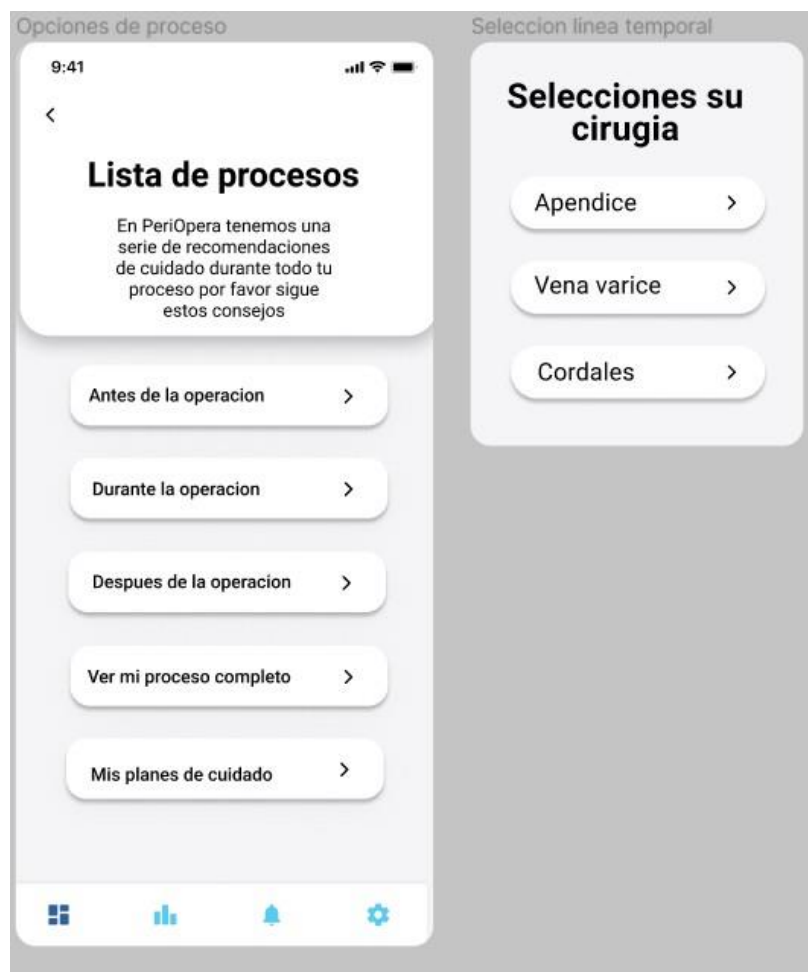 Opciones de proceso
9:41
Lista de procesos
En PeriOpera tenemos una
serie de recomendaciones
de cuidado durante todo tu
proceso por favor sigue
estos consejos
Antes de la operacion
Durante la operacion
Despues de la operacion
Ver mi proceso completo
Mis planes de cuidado
Seleccion linea temporal
Selecciones su
cirugia
Apendice
Vena varice
Cordales